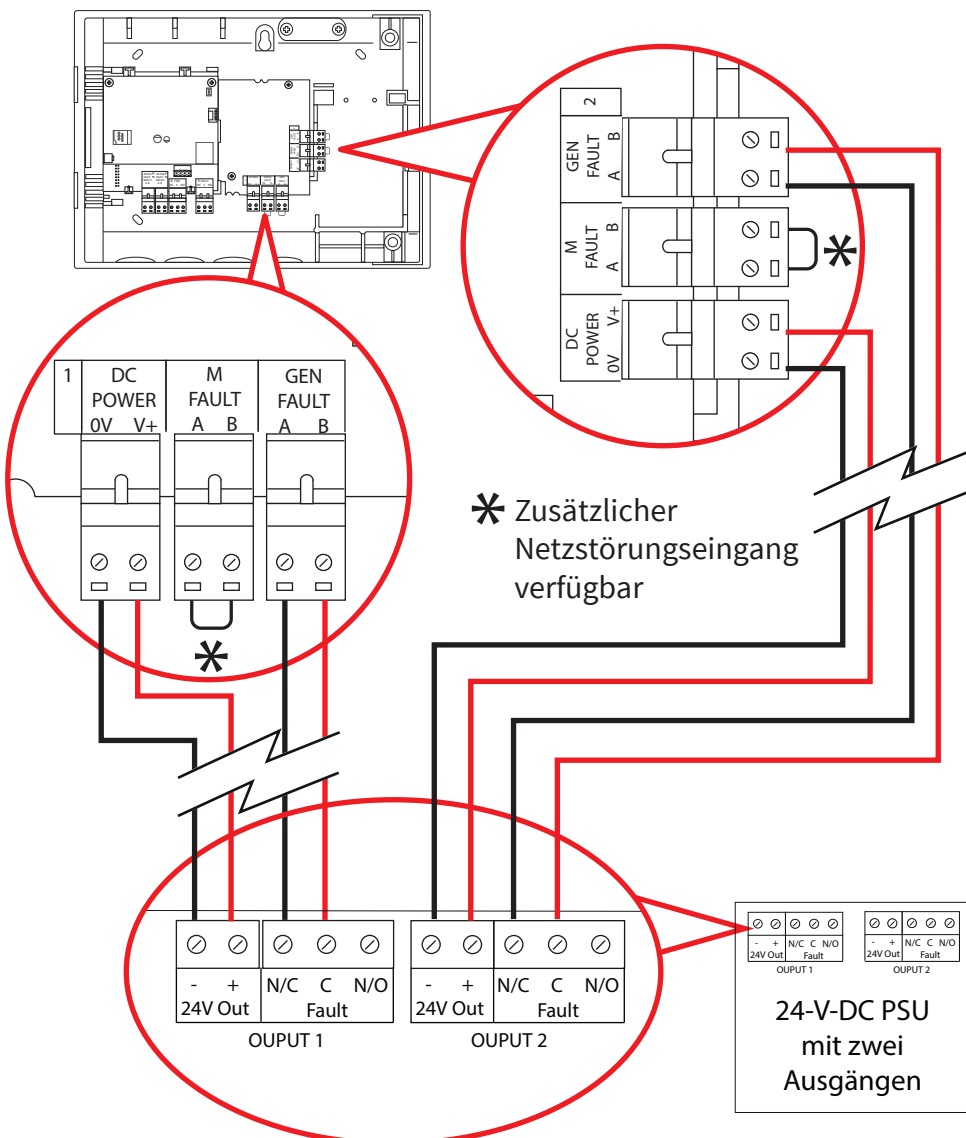 2
GEN
FAULT
A B
M
FAULT
A B
DC
POWER
0V V+
1
DC
POWER
0V V+
M
FAULT
A B
GEN
FAULT
A B
* Zusätzlicher
Netzstörungseingang
verfügbar
*
*
- +
24V Out
N/C C N/O
Fault
OUPUT 1
- +
24V Out
N/C C N/O
Fault
OUPUT 2
- +
24V Out
N/C C N/O
Fault
OUPUT 1
- +
24V Out
N/C C N/O
Fault
OUPUT 2
24-V-DC PSU
mit zwei
Ausgängen